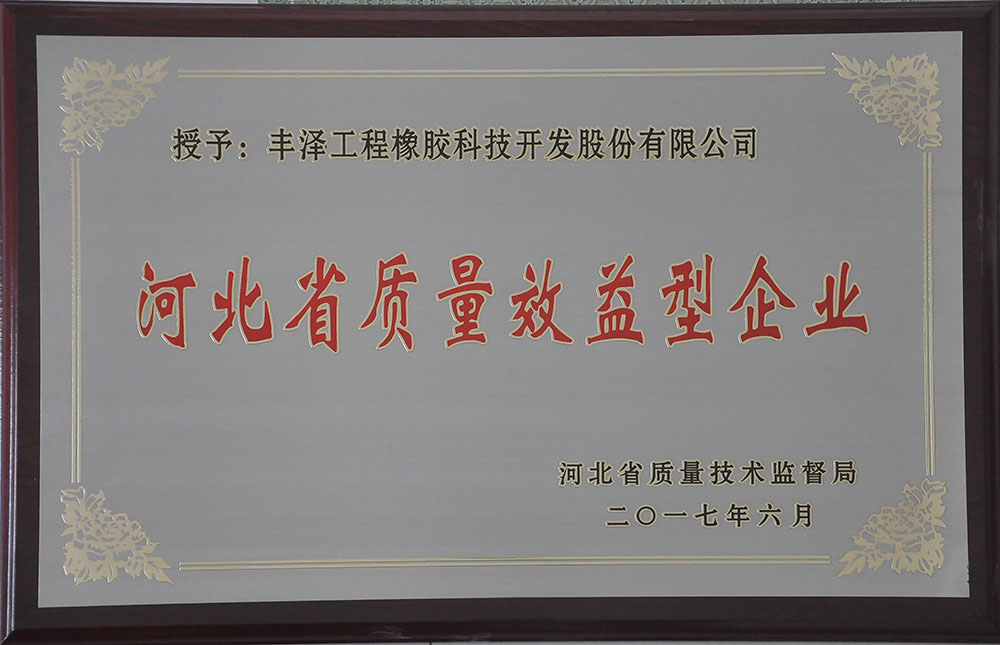 授予：丰泽工程橡胶科技开发股份有限公司
河北省质量效益型企业
河北省质量技术监督局
二〇一七年六月